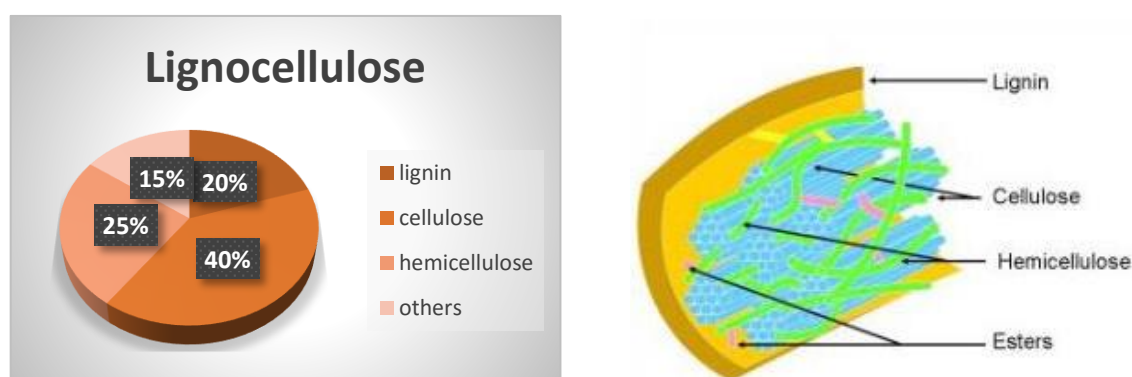 Lignocellulose
15%
20%
25%
40%
lignin
cellulose
hemicellulose
others
Lignin
Cellulose
Hemicellulose
Esters